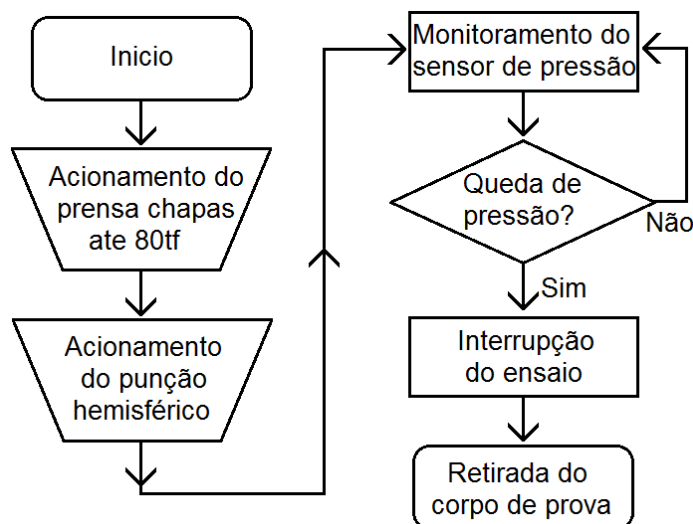 Inicio
Acionamento do
prensa chapas
ate 80tf
Acionamento
do punção
hemisférico
Monitoramento do
sensor de pressão
Queda de
pressão?
Não
Sim
Interrupção
do ensaio
Retirada do
corpo de prova